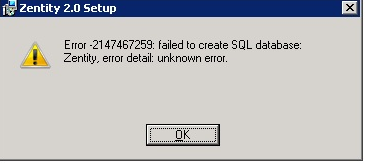 Zentity 2.0 Setup
Error -2147467259: failed to create SQL database:
Zentity, error detail: unknown error.
OK